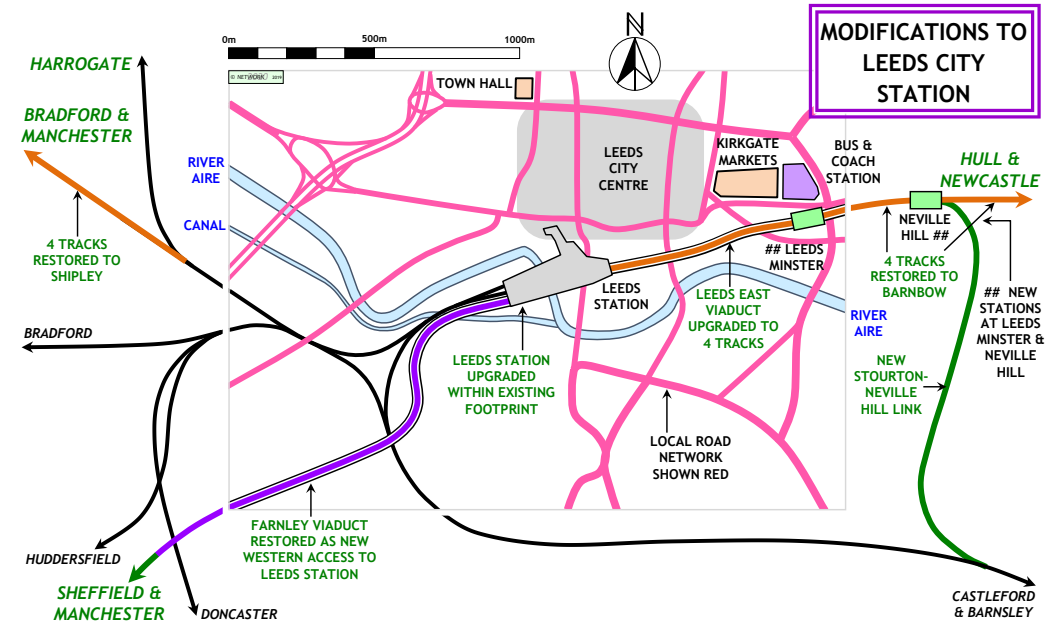 MODIFICATIONS TO
LEEDS CITY
STATION
N
0m
500m
1000m
© NETWORK
HARROGATE
BRADFORD &
MANCHESTER
TOWN HALL
RIVER
AIRE
CANAL
LEEDS
CITY
CENTRE
KIRKGATE
MARKETS
BUS &
COACH
STATION
HULL &
NEWCASTLE
4 TRACKS
RESTORED TO
SHIPLEY
NEVILLE
HILL ##
## LEEDS
MINSTER
4 TRACKS
RESTORED TO
BARNBOW
LEEDS
STATION
LEEDS EAST
VIADUCT
UPGRADED TO
4 TRACKS
## NEW
STATIONS
AT LEEDS
MINSTER &
NEVILLE
HILL
RIVER
AIRE
BRADFORD
LEEDS STATION
UPGRADED
WITHIN EXISTING
FOOTPRINT
NEW
STOURTON-
NEVILLE
HILL LINK
LOCAL ROAD
NETWORK
SHOWN RED
FARNLEY VIADUCT
RESTORED AS NEW
WESTERN ACCESS TO
LEEDS STATION
HUDDERSFIELD
SHEFFIELD &
MANCHESTER
DONCASTER
CASTLEFORD
& BARNSLEY